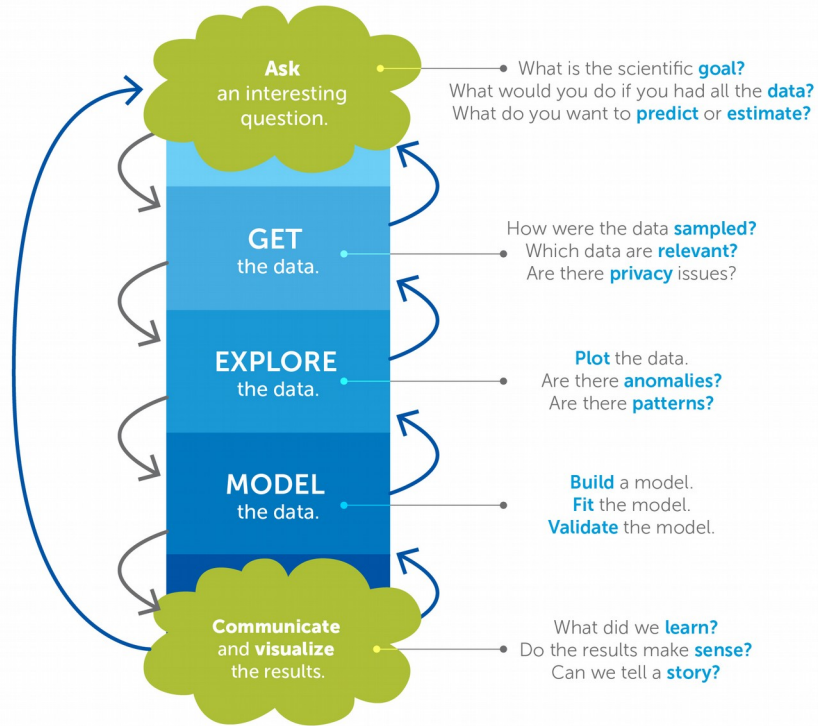 Ask
an interesting
question.
What is the scientific goal?
What would you do if you had all the data?
What do you want to predict or estimate?
GET
the data.
How were the data sampled?
Which data are relevant?
Are there privacy issues?
EXPLORE
the data.
Plot the data.
Are there anomalies?
Are there patterns?
MODEL
the data.
Build a model.
Fit the model.
Validate the model.
Communicate
and visualize
the results.
What did we learn?
Do the results make sense?
Can we tell a story?